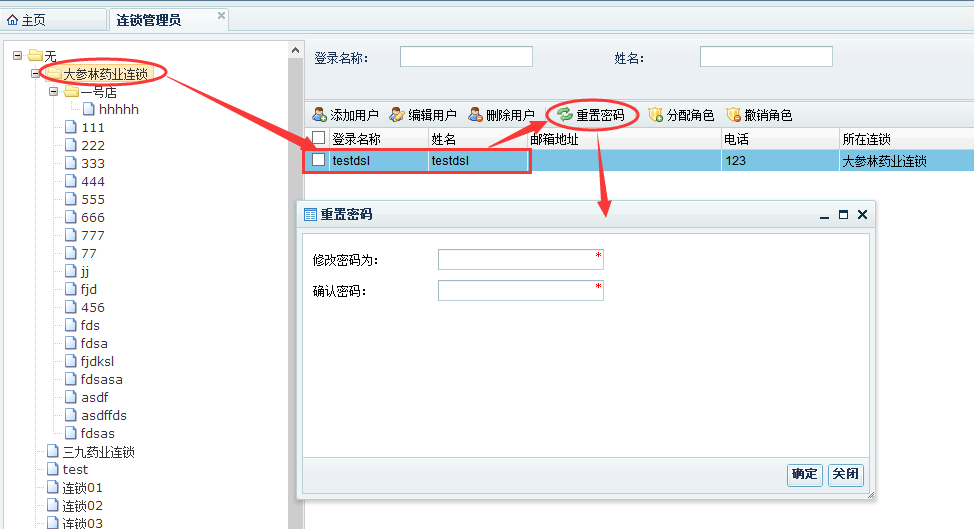 主页
连锁管理员
无
大参林药业连锁
一号店
hhhhh
111
222
333
444
555
666
777
77
jj
fjd
456
fds
fdsa
fjdksl
fdsasa
asdf
asdffds
fdsas
三九药业连锁
test
连锁01
连锁02
连锁03
登录名称： 姓名：
添加用户 编辑用户 删除用户 重置密码 分配角色 撤销角色
登录名称 姓名 邮箱地址 电话 所在连锁
testdsl testdsl 123 大参林药业连锁
重置密码
修改密码为： *
确认密码： *
确定 关闭